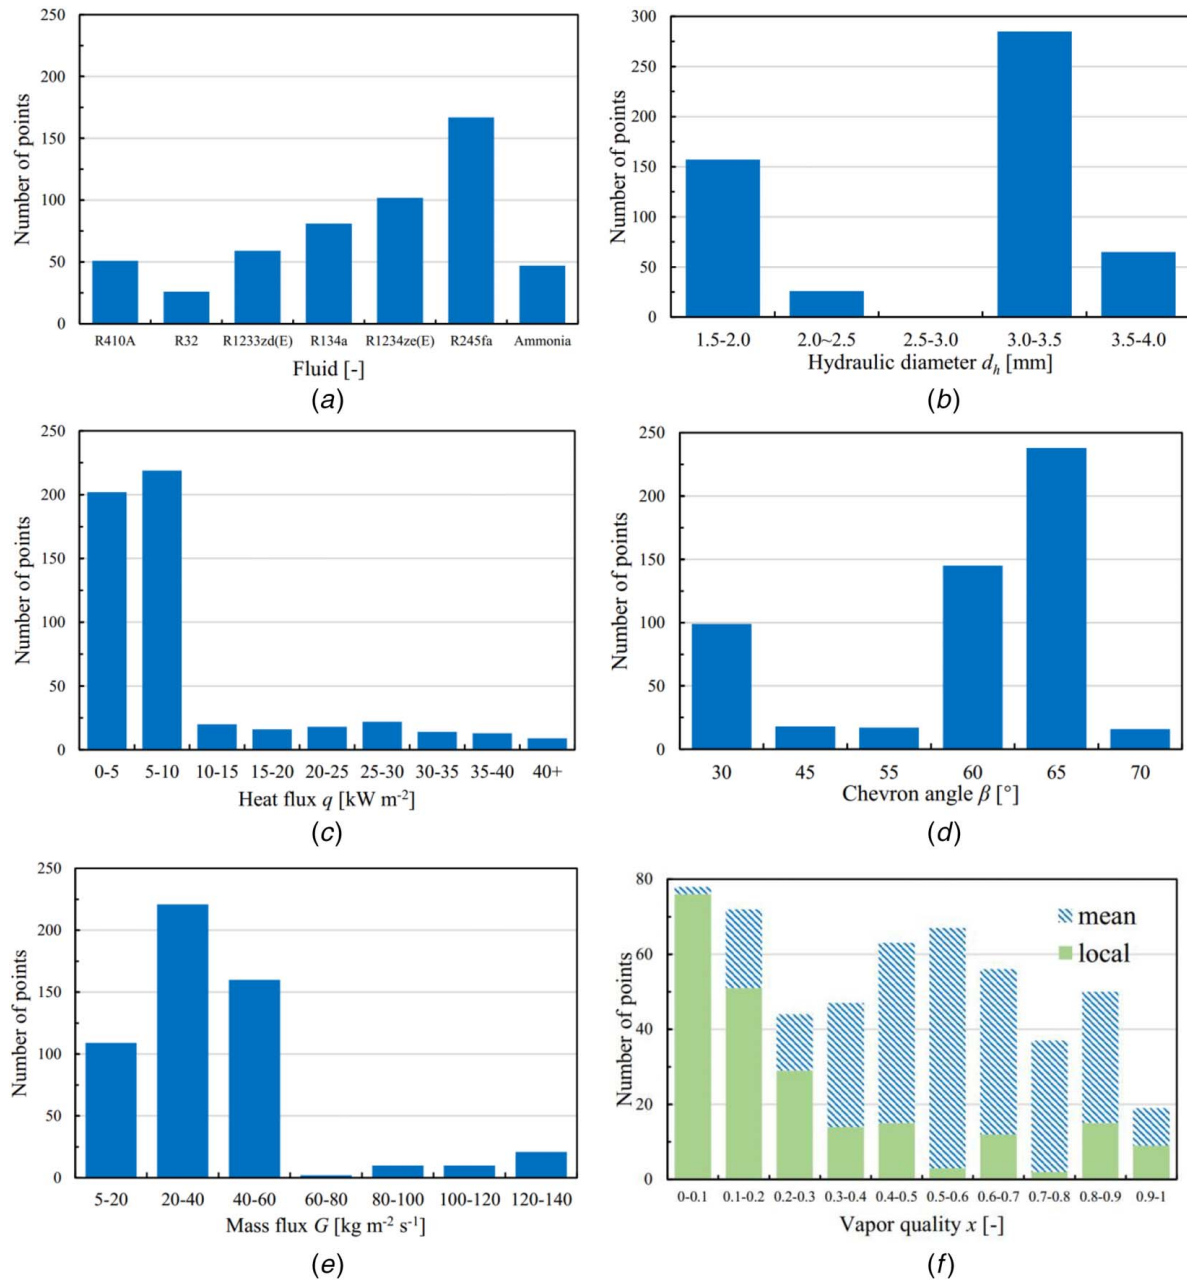 250
200
150
100
50
0
Number of points
R410A R32 R1233zd(E) R134a R1234ze(E) R245fa Ammonia
Fluid [-]
(a)
300
250
200
150
100
50
0
Number of points
1.5-2.0 2.0~2.5 2.5-3.0 3.0-3.5 3.5-4.0
Hydraulic diameter dh [mm]
(b)
250
200
150
100
50
0
Number of points
0-5 5-10 10-15 15-20 20-25 25-30 30-35 35-40 40+
Heat flux q [kW m-2]
(c)
250
200
150
100
50
0
Number of points
30 45 55 60 65 70
Chevron angle β [°]
(d)
250
200
150
100
50
0
Number of points
5-20 20-40 40-60 60-80 80-100 100-120 120-140
Mass flux G [kg m-2 s-1]
(e)
80
60
40
20
0
Number of points
mean
local
0-0.1 0.1-0.2 0.2-0.3 0.3-0.4 0.4-0.5 0.5-0.6 0.6-0.7 0.7-0.8 0.8-0.9 0.9-1
Vapor quality x [-]
(f)